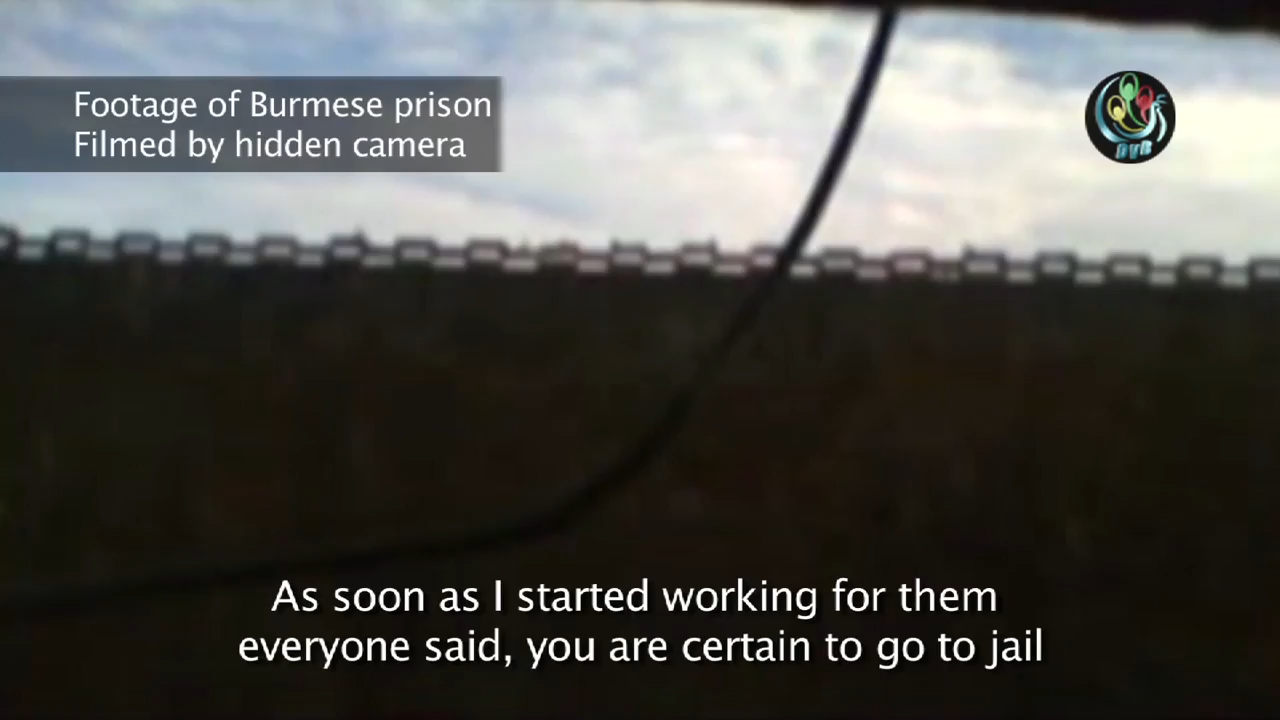 Footage of Burmese prison
Filmed by hidden camera
DVB
As soon as I started working for them
everyone said, you are certain to go to jail